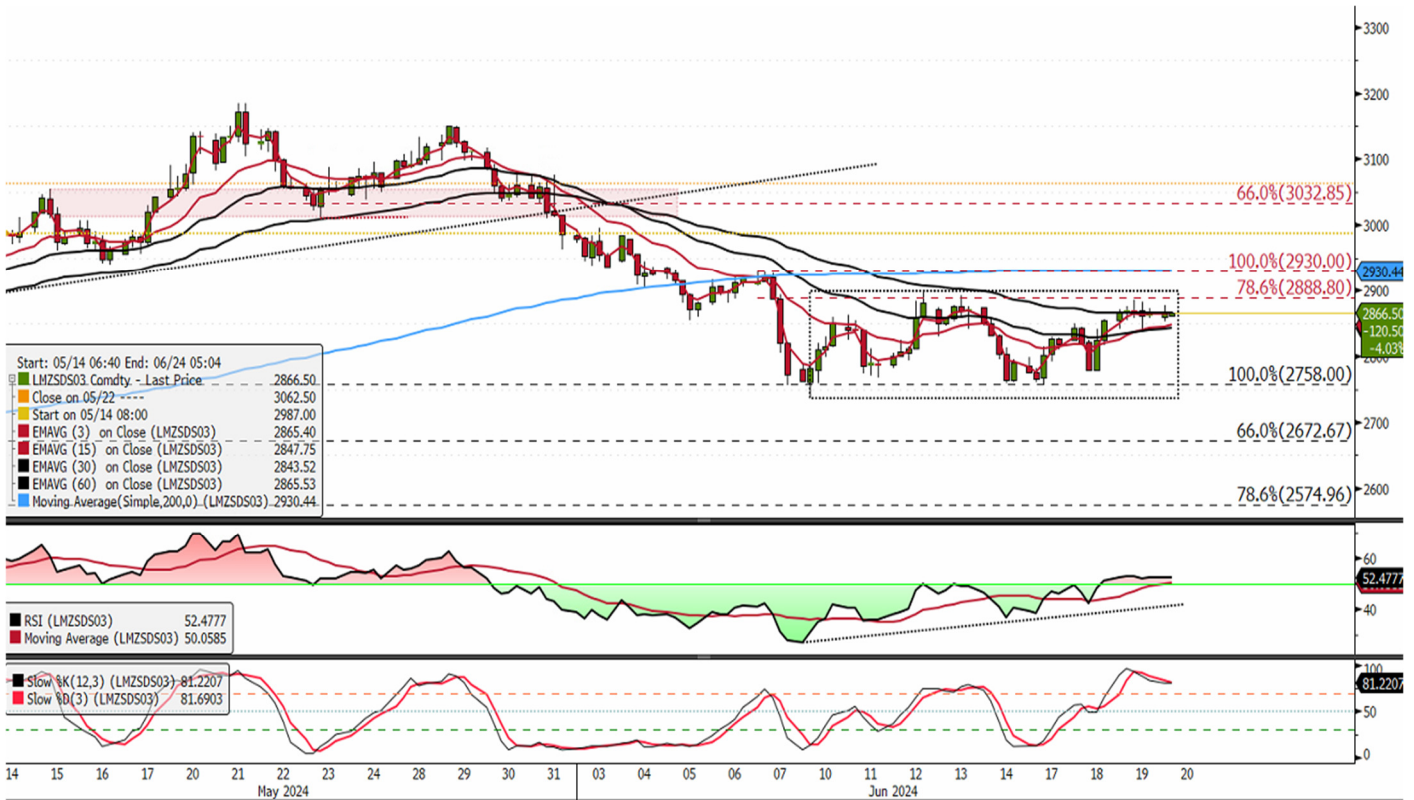 3300
3200
3100
66.0%(3032.85)
3000
100.0%(2930.00)
2930.44
78.6%(2888.80)
2900
2866.50
-120.50
-4.03%
2800
100.0%(2758.00)
2700
66.0%(2672.67)
2600
78.6%(2574.96)
Start: 05/14 06:40 End: 06/24 05:04
LMZSDS03 Comdty - Last Price 2866.50
Close on 05/22 ---- 3062.50
Start on 05/14 08:00 2987.00
EMAVG (3) on Close (LMZSDS03) 2865.40
EMAVG (15) on Close (LMZSDS03) 2847.75
EMAVG (30) on Close (LMZSDS03) 2843.52
EMAVG (60) on Close (LMZSDS03) 2865.53
Moving Average(Simple,200,0) (LMZSDS03) 2930.44
60
52.4777
40
RSI (LMZSDS03) 52.4777
Moving Average (LMZSDS03) 50.0585
100
Slow %K(12,3) (LMZSDS03) 81.2207
Slow %D(3) (LMZSDS03) 81.6903
81.2207
50
0
14 15 16 17 20 21 22 23 24 28 29 30 31 03 04 05 06 07 10 11 12 13 14 17 18 19 20
May 2024 Jun 2024